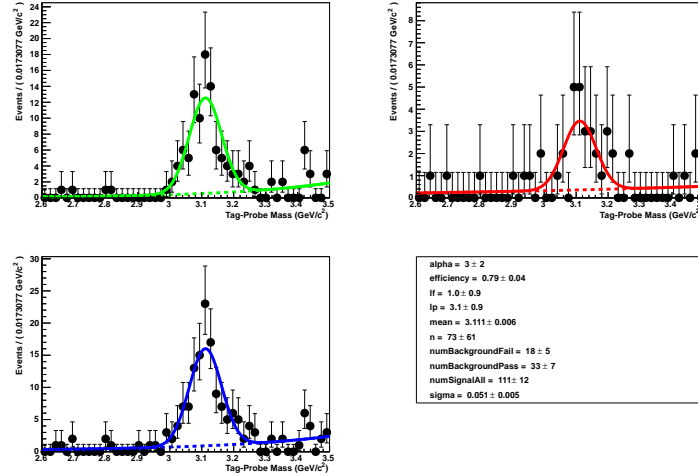 Events / ( 0.0173077 GeV/c² )
24
22
20
18
16
14
12
10
8
6
4
2
0
2.6 2.7 2.8 2.9 3 3.1 3.2 3.3 3.4 3.5
Tag-Probe Mass (GeV/c²)
Events / ( 0.0173077 GeV/c² )
8
7
6
5
4
3
2
1
0
2.6 2.7 2.8 2.9 3 3.1 3.2 3.3 3.4
Tag-Probe Mass (GeV/c²)
Events / ( 0.0173077 GeV/c² )
30
25
20
15
10
5
0
2.6 2.7 2.8 2.9 3 3.1 3.2 3.3 3.4 3.5
Tag-Probe Mass (GeV/c²)
alpha = 3 ± 2
efficiency = 0.79 ± 0.04
lf = 1.0 ± 0.9
lp = 3.1 ± 0.9
mean = 3.111 ± 0.006
n = 73 ± 61
numBackgroundFail = 18 ± 5
numBackgroundPass = 33 ± 7
numSignalAll = 111 ± 12
sigma = 0.051 ± 0.005